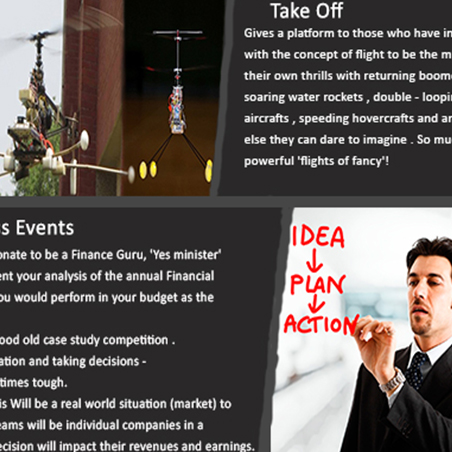 Take Off
Gives a platform to those who have in
with the concept of flight to be the m
their own thrills with returning boom
soaring water rockets , double - loopi
aircrafts , speeding hovercrafts and an
else they can dare to imagine . So mu
powerful 'flights of fancy'!
ss Events
onate to be a Finance Guru, 'Yes minister'
ent your analysis of the annual Financial
ou would perform in your budget as the
ood old case study competition .
ation and taking decisions -
times tough.
is Will be a real world situation (market) to
eams will be individual companies in a
ecision will impact their revenues and earnings.
IDEA
PLAN
ACTION